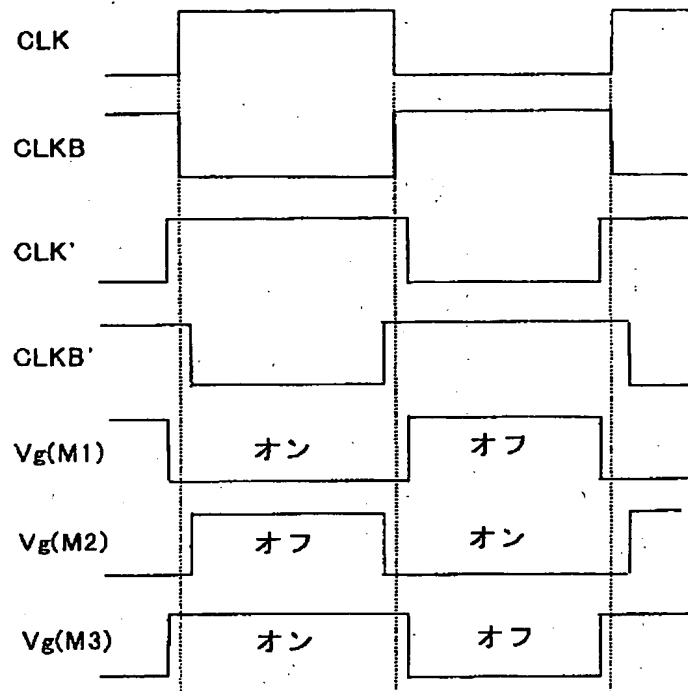 CLK
CLKB
CLK'
CLKB'
Vg(M1) オン オフ
Vg(M2) オフ オン
Vg(M3) オン オフ